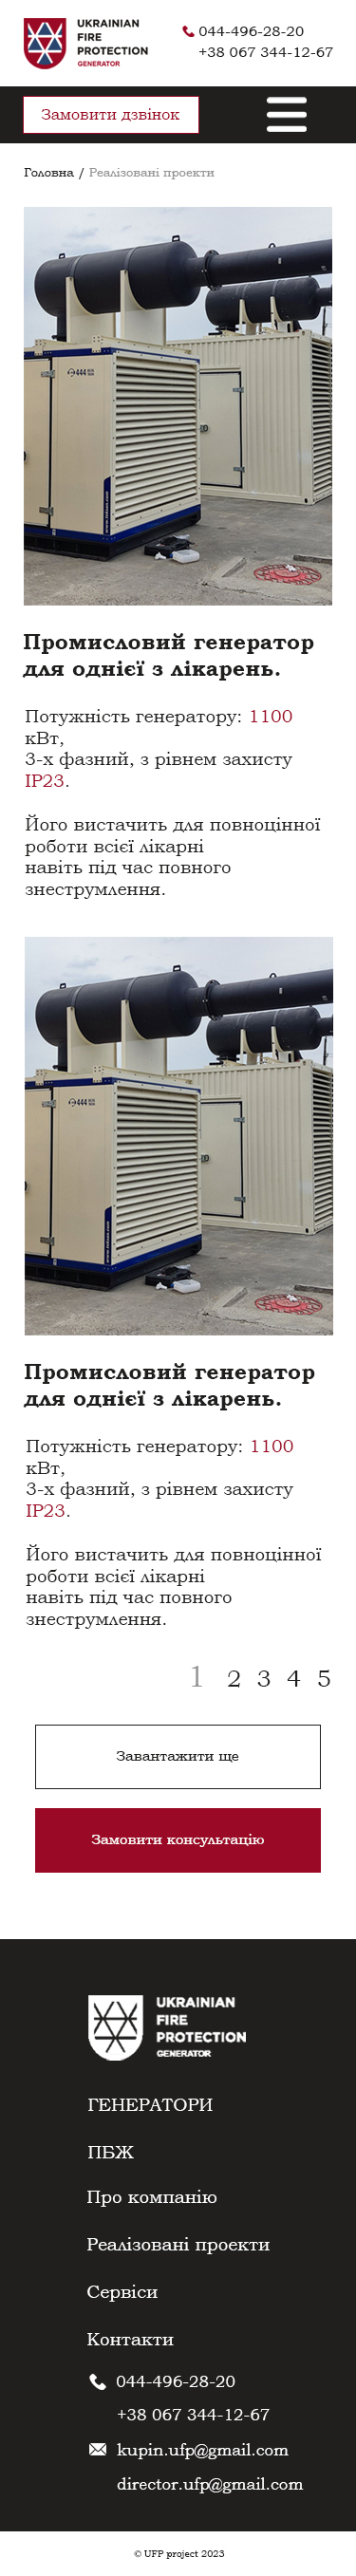 UKRAINIAN
FIRE
PROTECTION
GENERATOR
044-496-28-20
+38 067 344-12-67
Замовити дзвінок
Головна / Реалізовані проекти
444
Промисловий генератор
для однієї з лікарень.
Потужність генератору: 1100
кВт,
3-х фазний, з рівнем захисту
IP23.
Його вистачить для повноцінної
роботи всієї лікарні
навіть під час повного
знеструмлення.
444
Промисловий генератор
для однієї з лікарень.
Потужність генератору: 1100
кВт,
3-х фазний, з рівнем захисту
IP23.
Його вистачить для повноцінної
роботи всієї лікарні
навіть під час повного
знеструмлення.
1 2 3 4 5
Завантажити ще
Замовити консультацію
UKRAINIAN
FIRE
PROTECTION
GENERATOR
ГЕНЕРАТОРИ
ПБЖ
Про компанію
Реалізовані проекти
Сервіси
Контакти
044-496-28-20
+38 067 344-12-67
kupin.ufp@gmail.com
director.ufp@gmail.com
© UFP project 2023